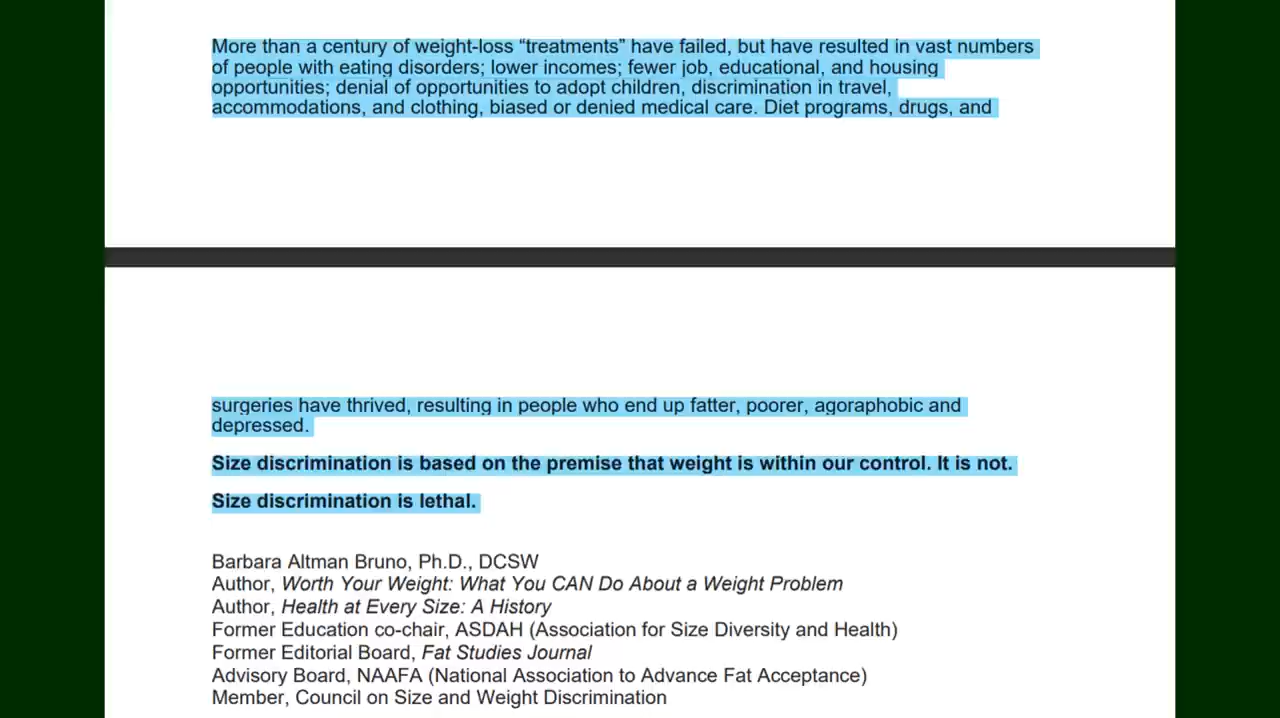 More than a century of weight-loss “treatments” have failed, but have resulted in vast numbers
of people with eating disorders; lower incomes; fewer job, educational, and housing
opportunities; denial of opportunities to adopt children, discrimination in travel,
accommodations, and clothing, biased or denied medical care. Diet programs, drugs, and
surgeries have thrived, resulting in people who end up fatter, poorer, agoraphobic and
depressed.
Size discrimination is based on the premise that weight is within our control. It is not.
Size discrimination is lethal.
Barbara Altman Bruno, Ph.D., DCSW
Author, Worth Your Weight: What You CAN Do About a Weight Problem
Author, Health at Every Size: A History
Former Education co-chair, ASDAH (Association for Size Diversity and Health)
Former Editorial Board, Fat Studies Journal
Advisory Board, NAAFA (National Association to Advance Fat Acceptance)
Member, Council on Size and Weight Discrimination